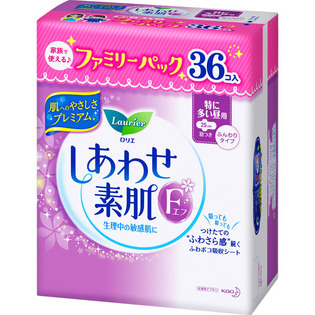 家族で
使える♪
ファミリーパック
36コ入
肌へのやさしさ
プレミアム
Laurier
ロリエ
特に
多い昼用
25cm
羽つき
ふんわり
タイプ
しあわせ
素肌
F
エフ
生理中の敏感肌に
つけたての
"ふわさら感"続く
ふわポコ吸収シート
Kao